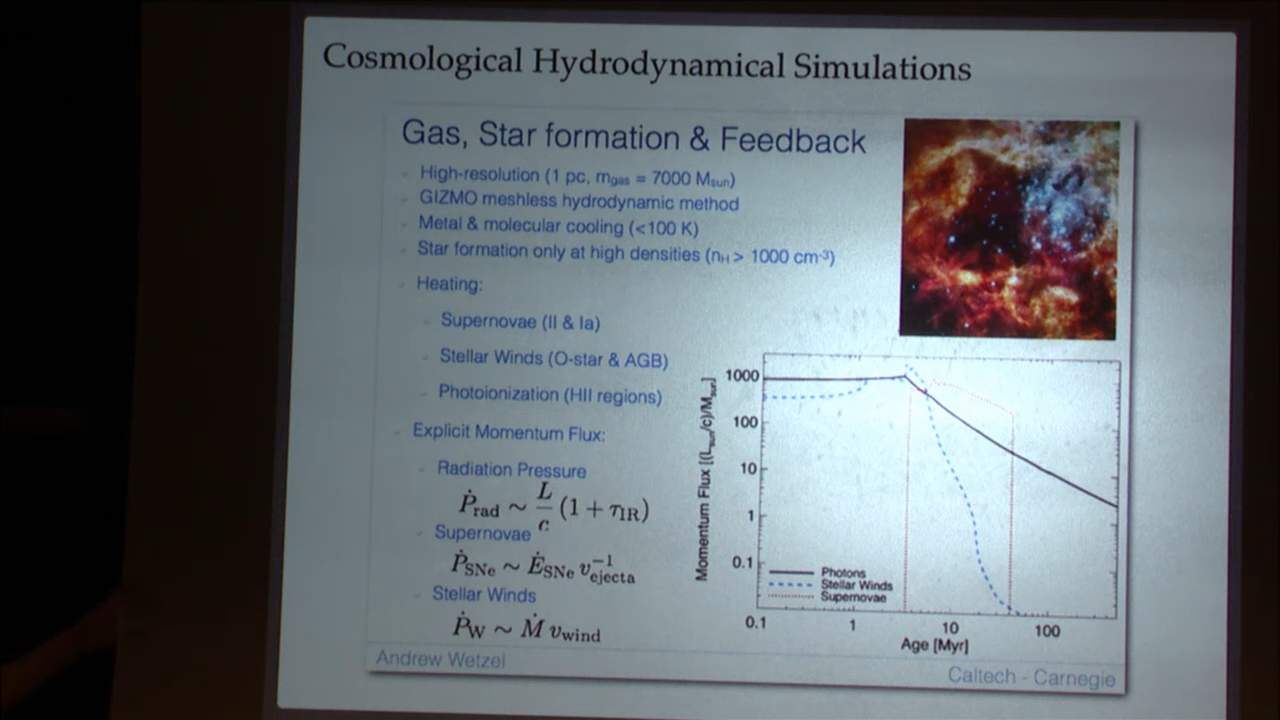 Cosmological Hydrodynamical Simulations
Gas, Star formation & Feedback
High-resolution (1 pc, mgas = 7000 Msun)
GIZMO meshless hydrodynamic method
Metal & molecular cooling (<100 K)
Star formation only at high densities (nH > 1000 cm-3)
Heating:
Supernovae (II & Ia)
Stellar Winds (O-star & AGB)
Photoionization (HII regions)
Explicit Momentum Flux:
Radiation Pressure
Ṗrad ~ L/c (1 + τIR)
Supernovae
ṖSNe ~ ĖSNe v⁻¹ejecta
Stellar Winds
ṖW ~ Ṁ vwind
Momentum Flux [(Lsun/c)/Msun]
1000
100
10
1
0.1
Photons
Stellar Winds
Supernovae
0.1 1 10 100
Age [Myr]
Andrew Wetzel
Caltech - Carnegie